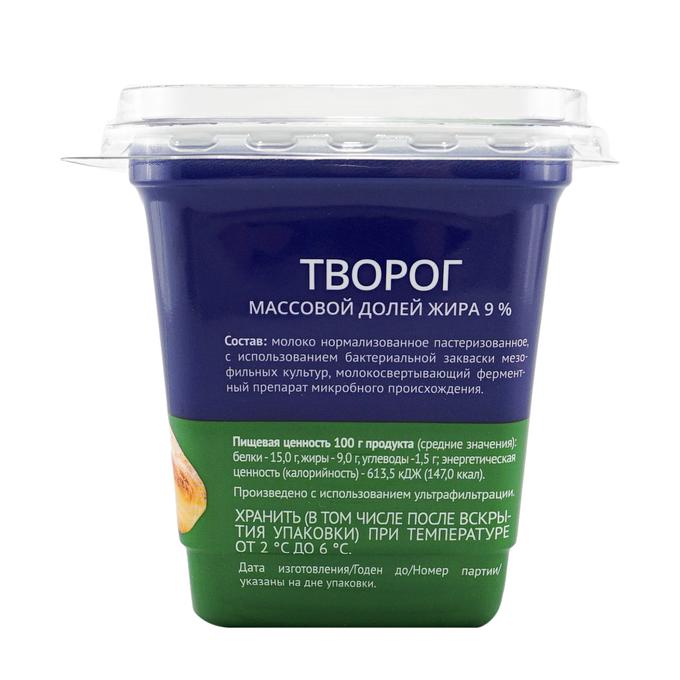 ТВОРОГ
МАССОВОЙ ДОЛЕЙ ЖИРА 9 %
Состав: молоко нормализованное пастеризованное,
с использованием бактериальной закваски мезо-
фильных культур, молокосвертывающий фермент-
ный препарат микробного происхождения.
Пищевая ценность 100 г продукта (средние значения):
белки - 15,0 г, жиры - 9,0 г, углеводы -1,5 г; энергетическая
ценность (калорийность) - 613,5 кДЖ (147,0 ккал).
Произведено с использованием ультрафильтрации.
ХРАНИТЬ (В ТОМ ЧИСЛЕ ПОСЛЕ ВСКРЫ-
ТИЯ УПАКОВКИ) ПРИ ТЕМПЕРАТУРЕ
ОТ 2 °С ДО 6 °С.
Дата изготовления/Годен до/Номер партии/
указаны на дне упаковки.